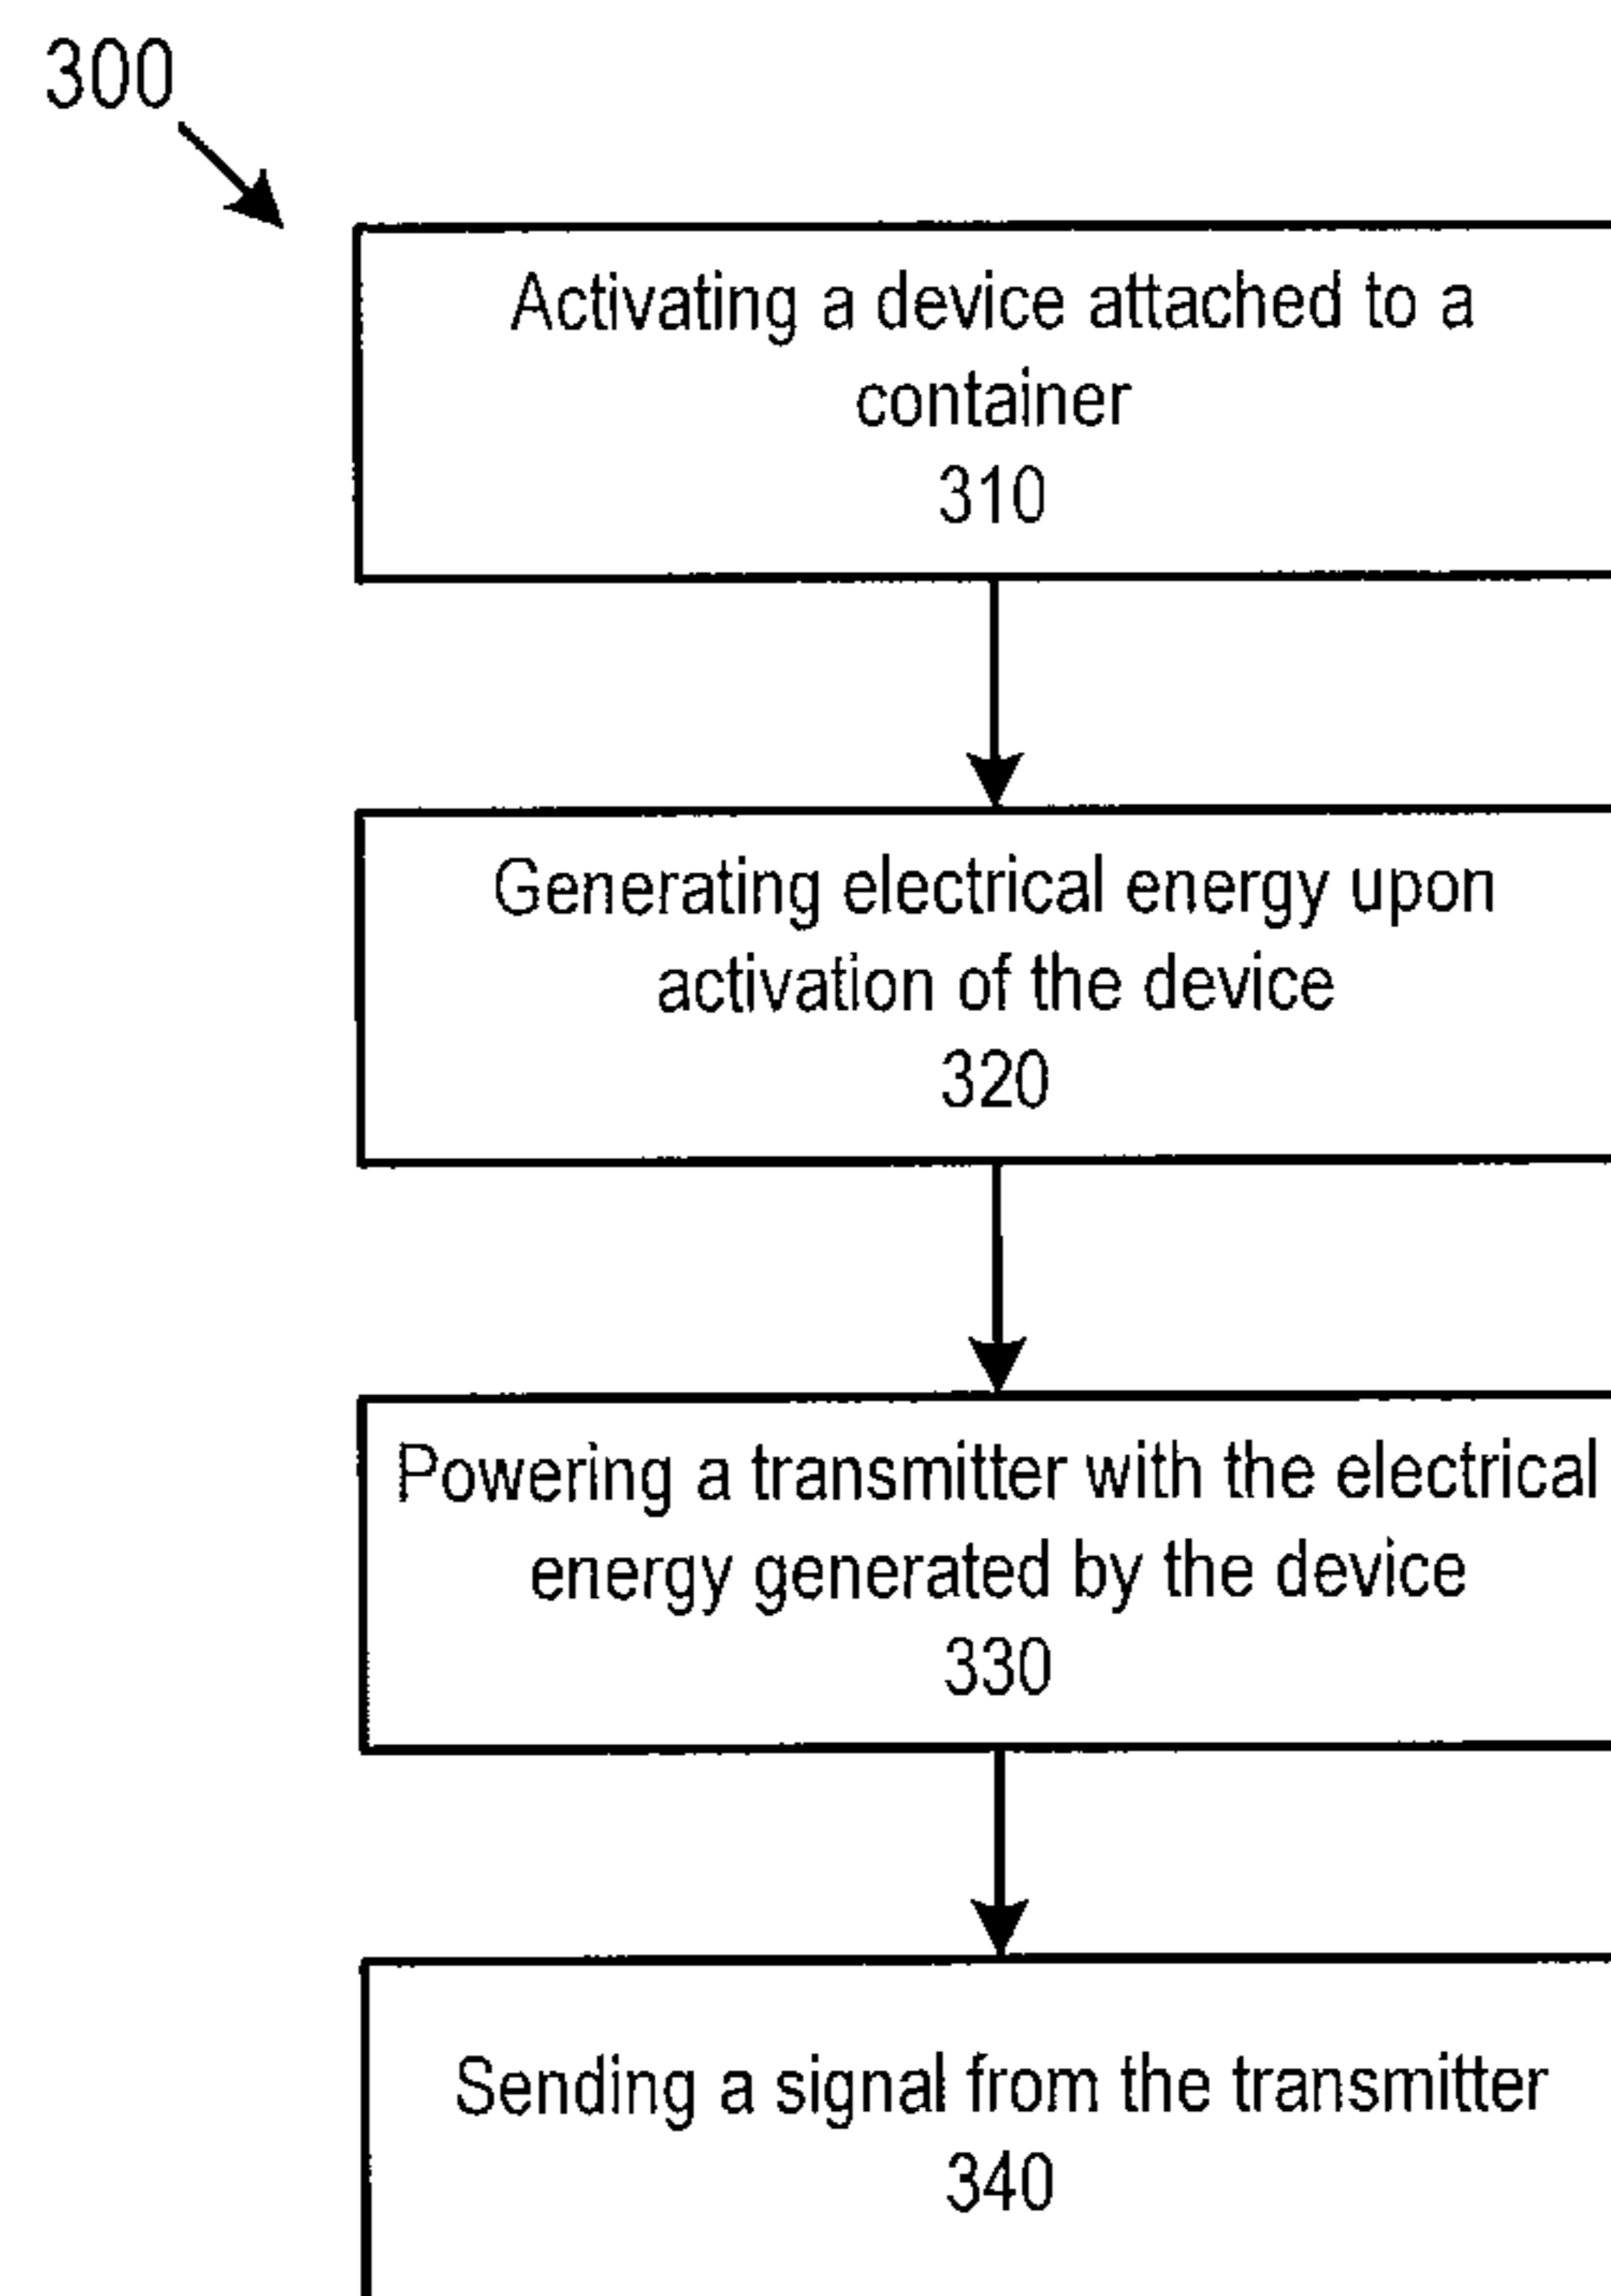 300
Activating a device attached to a
container
310
Generating electrical energy upon
activation of the device
320
Powering a transmitter with the electrical
energy generated by the device
330
Sending a signal from the transmitter
340